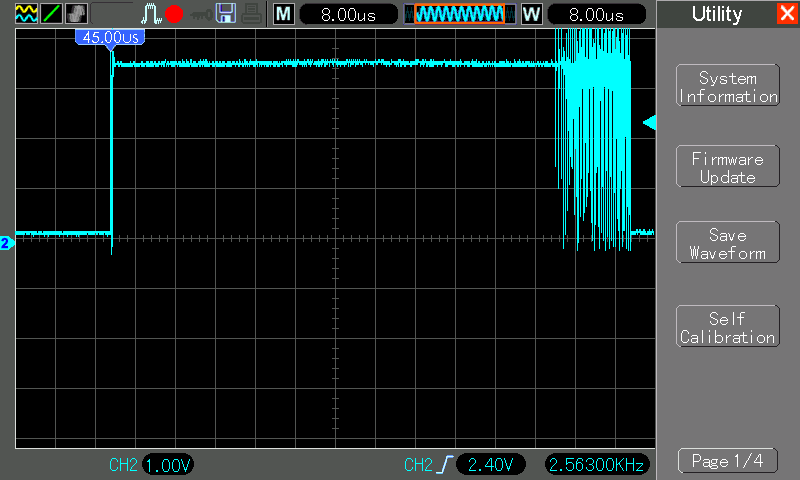 M 8.00us W 8.00us Utility
45.00us
System
Information
Firmware
Update
2
Save
Waveform
Self
Calibration
CH2 1.00V CH2 2.40V 2.56300KHz Page 1/4